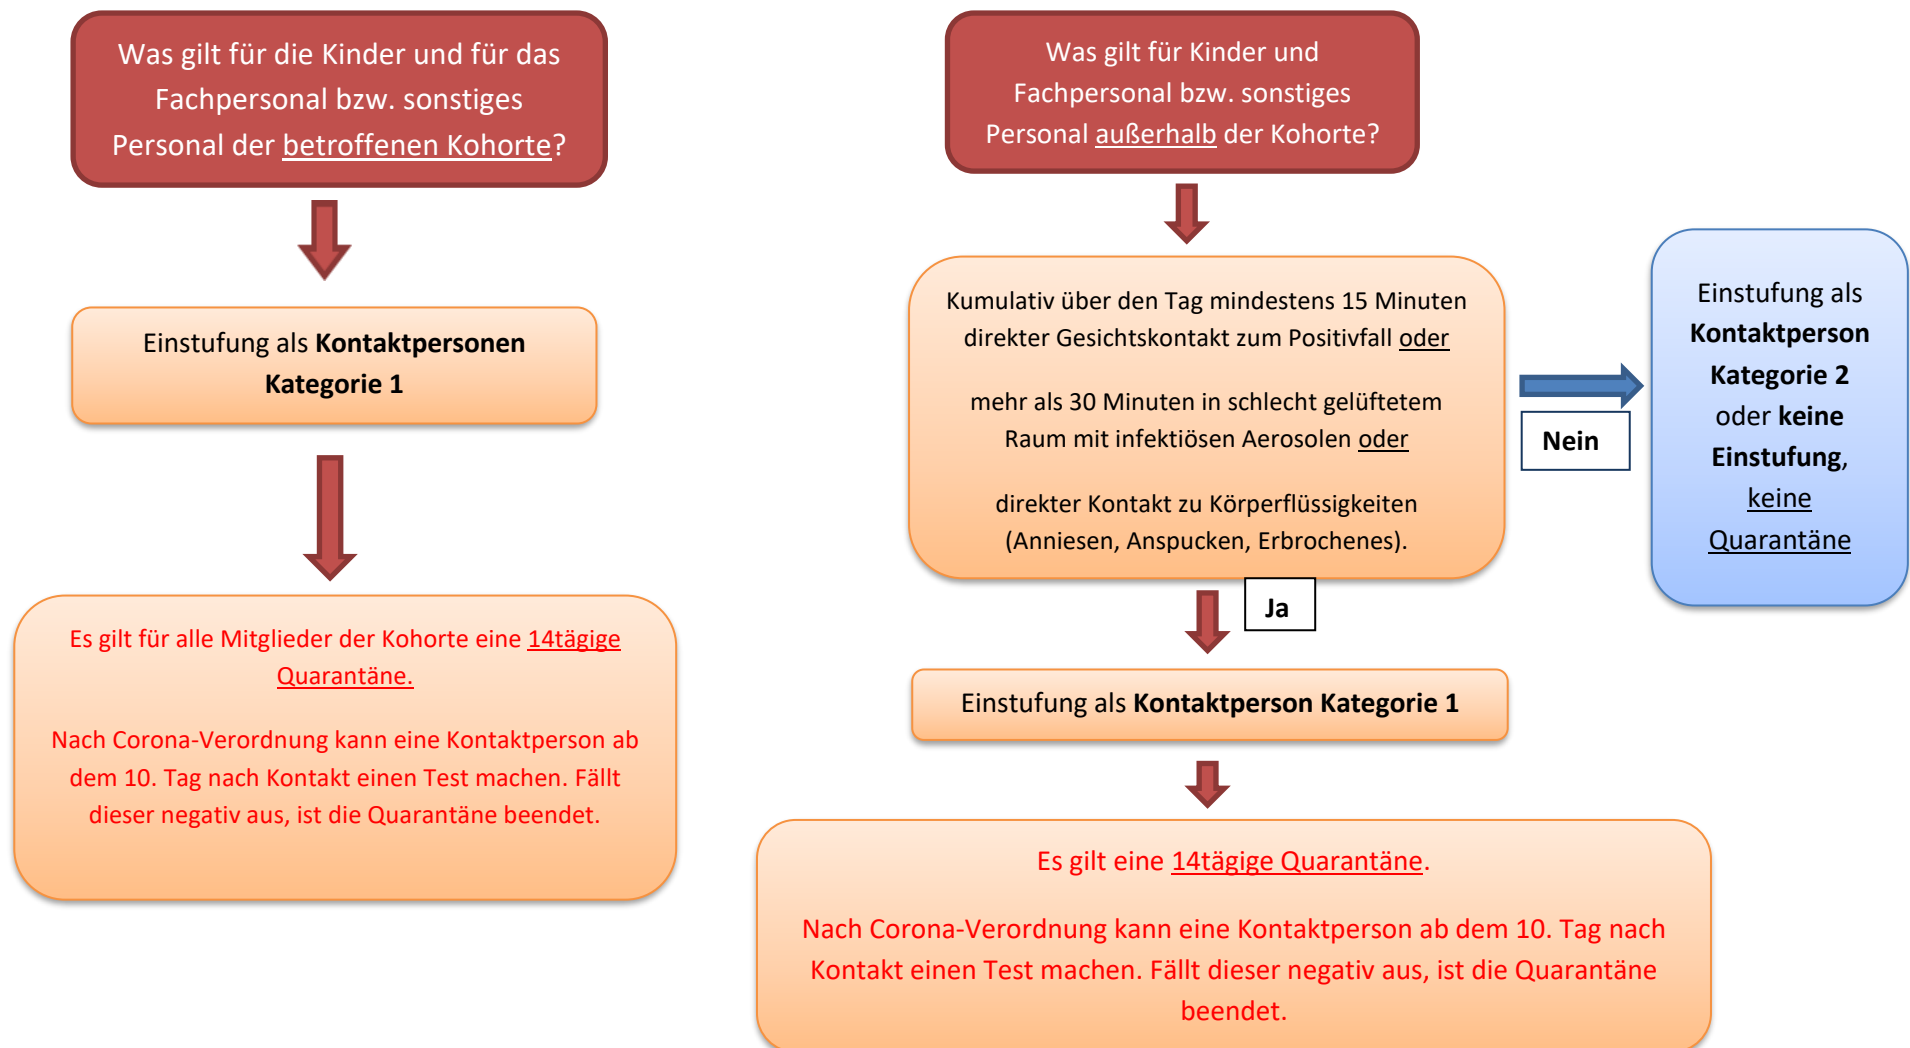 Was gilt für die Kinder und für das
Fachpersonal bzw. sonstiges
Personal der betroffenen Kohorte?
Einstufung als Kontaktpersonen
Kategorie 1
Es gilt für alle Mitglieder der Kohorte eine 14tägige
Quarantäne.
Nach Corona-Verordnung kann eine Kontaktperson ab
dem 10. Tag nach Kontakt einen Test machen. Fällt
dieser negativ aus, ist die Quarantäne beendet.
Was gilt für Kinder und
Fachpersonal bzw. sonstiges
Personal außerhalb der Kohorte?
Kumulativ über den Tag mindestens 15 Minuten
direkter Gesichtskontakt zum Positivfall oder
mehr als 30 Minuten in schlecht gelüftetem
Raum mit infektiösen Aerosolen oder
direkter Kontakt zu Körperflüssigkeiten
(Anniesen, Anspucken, Erbrochenes).
Nein
Einstufung als
Kontaktperson
Kategorie 2
oder keine
Einstufung,
keine
Quarantäne
Ja
Einstufung als Kontaktperson Kategorie 1
Es gilt eine 14tägige Quarantäne.
Nach Corona-Verordnung kann eine Kontaktperson ab dem 10. Tag nach
Kontakt einen Test machen. Fällt dieser negativ aus, ist die Quarantäne
beendet.